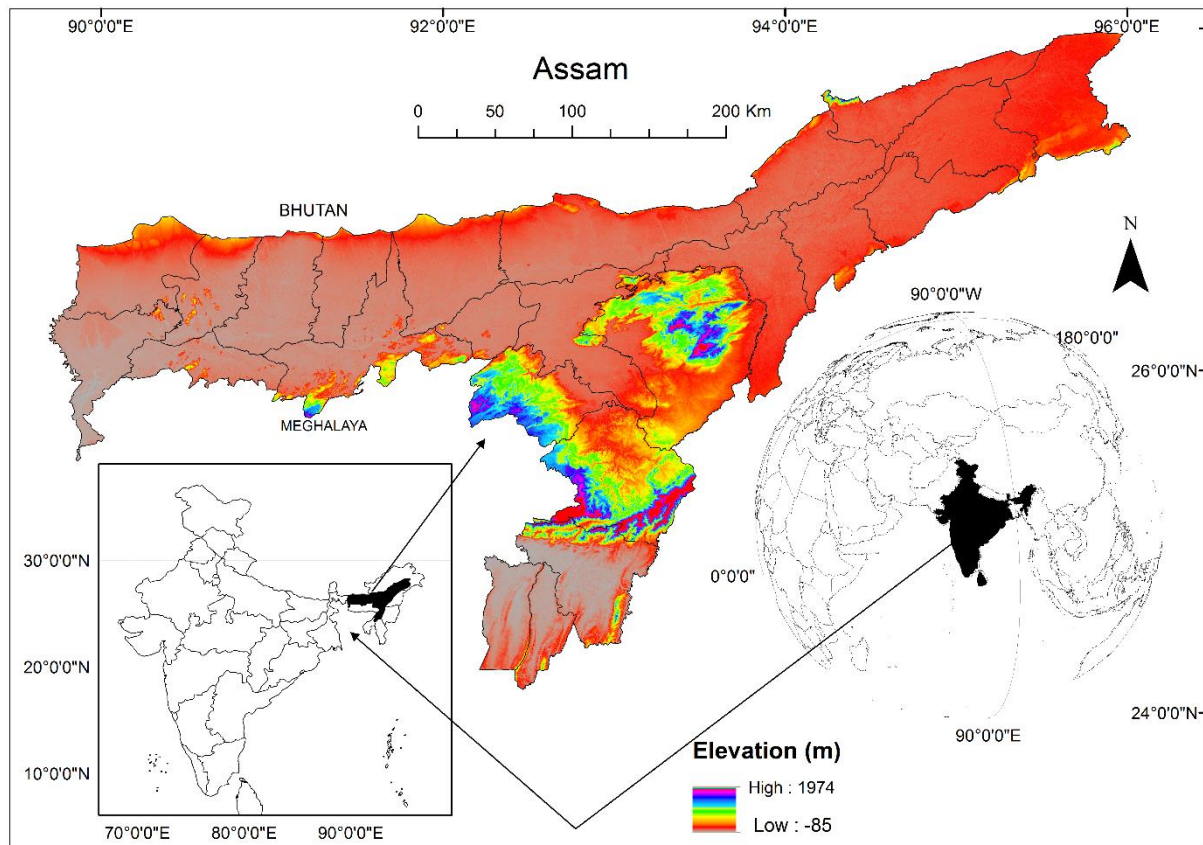 90°0'0"E 92°0'0"E 94°0'0"E 96°0'0"E
Assam
0 50 100 200 Km
BHUTAN
N
90°0'0"W
180°0'0"
26°0'0"N
MEGHALAYA
30°0'0"N
0°0'0"
20°0'0"N
24°0'0"N
90°0'0"E
Elevation (m)
High : 1974
10°0'0"N
Low : -85
70°0'0"E 80°0'0"E 90°0'0"E